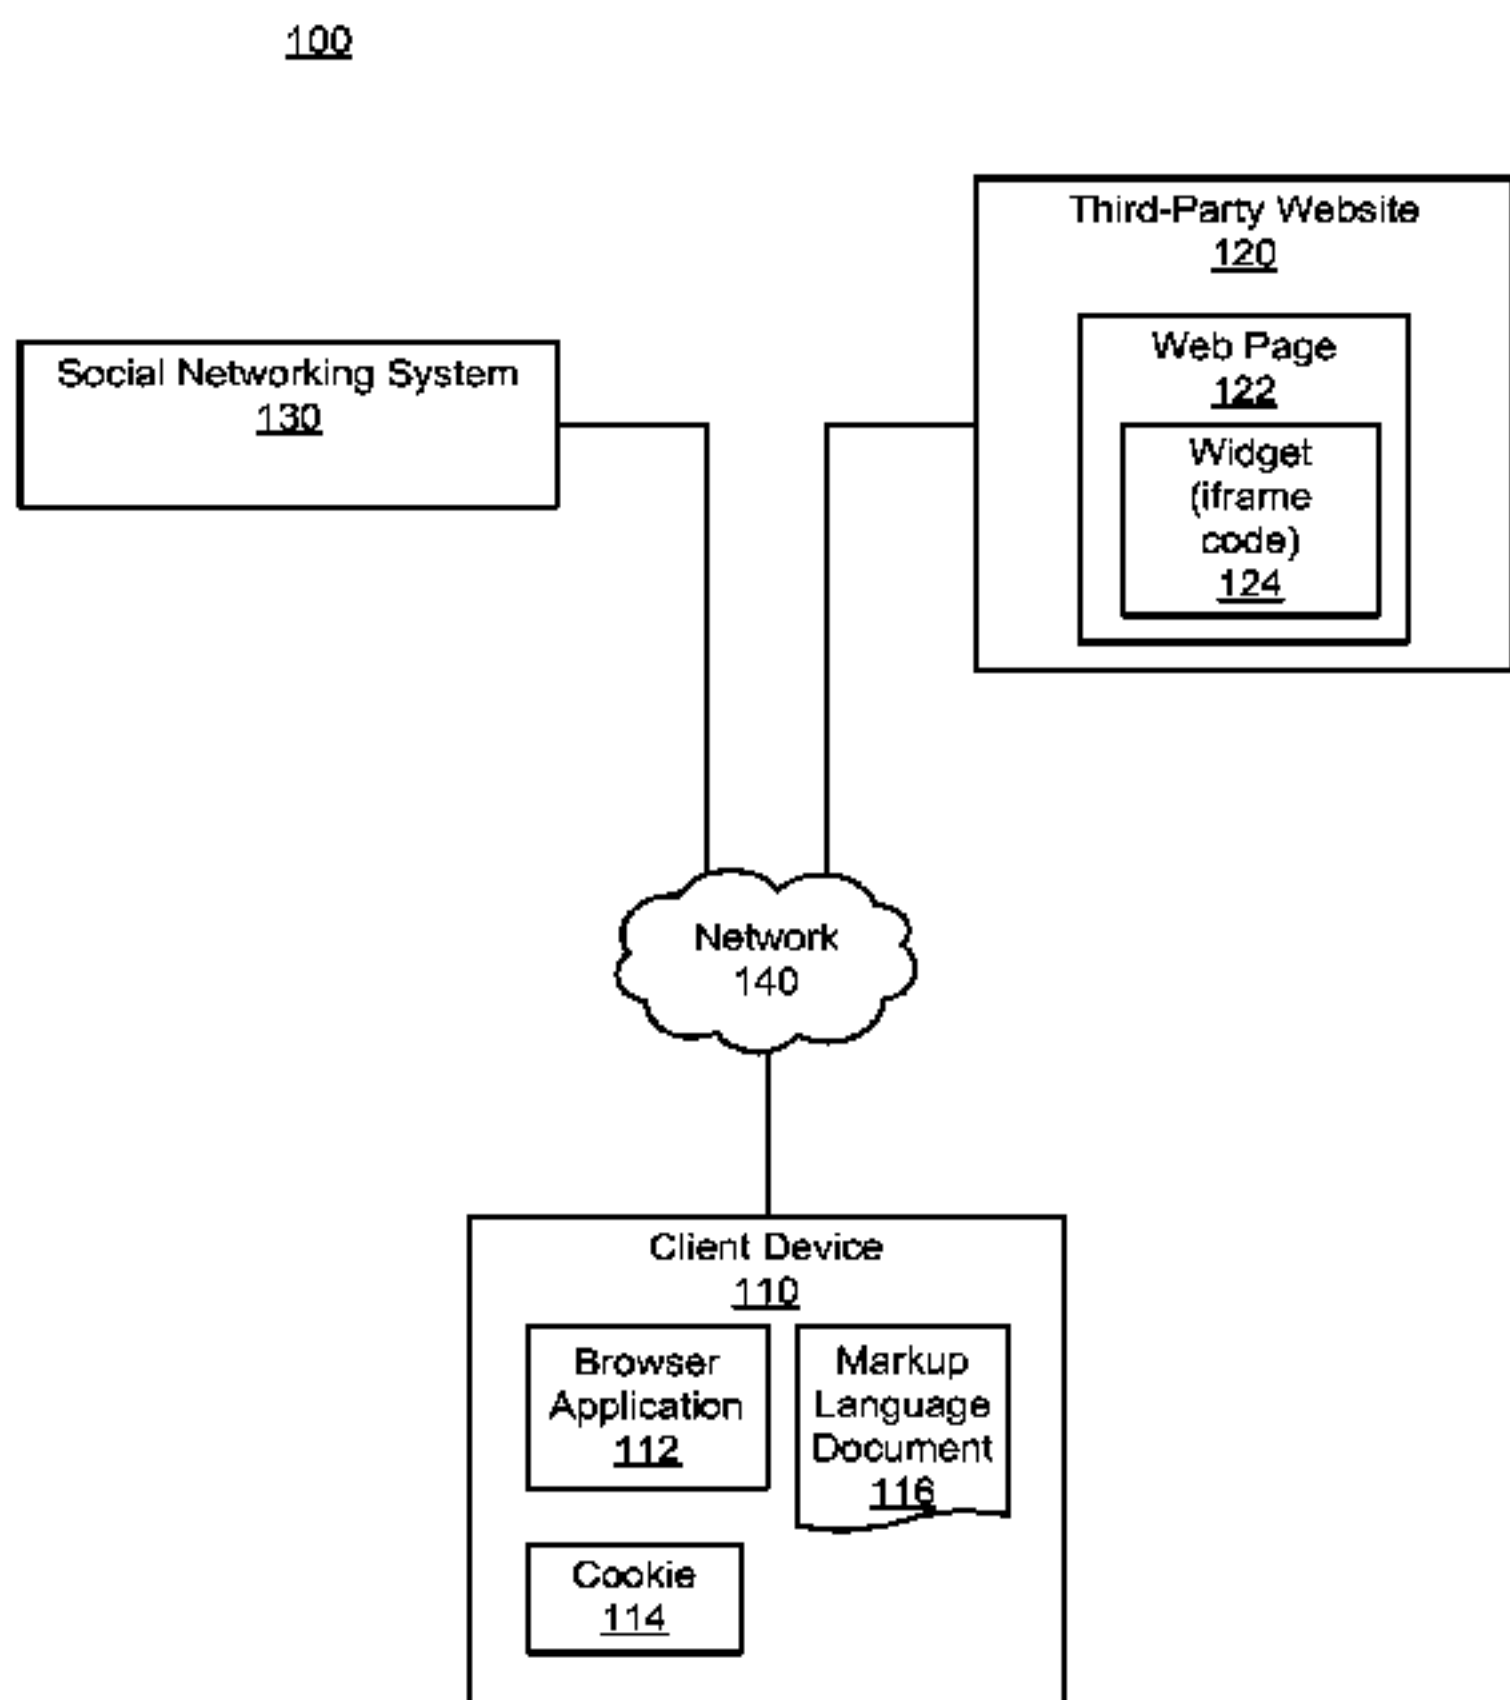 100
Third-Party Website
120
Web Page
122
Widget
(iframe
code)
124
Social Networking System
130
Network
140
Client Device
110
Browser
Application
112
Markup
Language
Document
116
Cookie
114